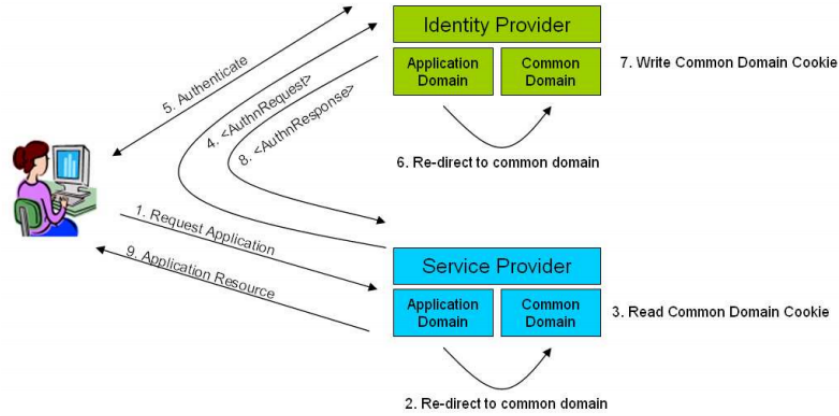 Identity Provider
Application
Domain
Common
Domain
7. Write Common Domain Cookie
5. Authenticate
4. <AuthnRequest>
8. <AuthnResponse>
6. Re-direct to common domain
1. Request Application
9. Application Resource
Service Provider
Application
Domain
Common
Domain
3. Read Common Domain Cookie
2. Re-direct to common domain